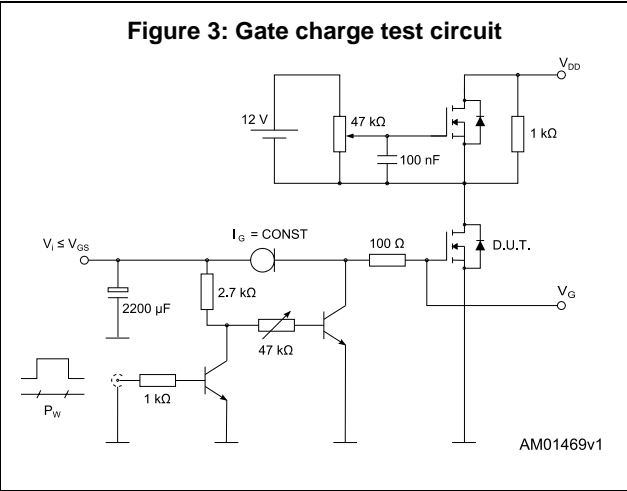 Figure 3: Gate charge test circuit
V_DD
12 V
47 kΩ
1 kΩ
100 nF
I_G = CONST
V_i ≤ V_GS
100 Ω
D.U.T.
2.7 kΩ
2200 μF
V_G
47 kΩ
1 kΩ
P_W
AM01469v1